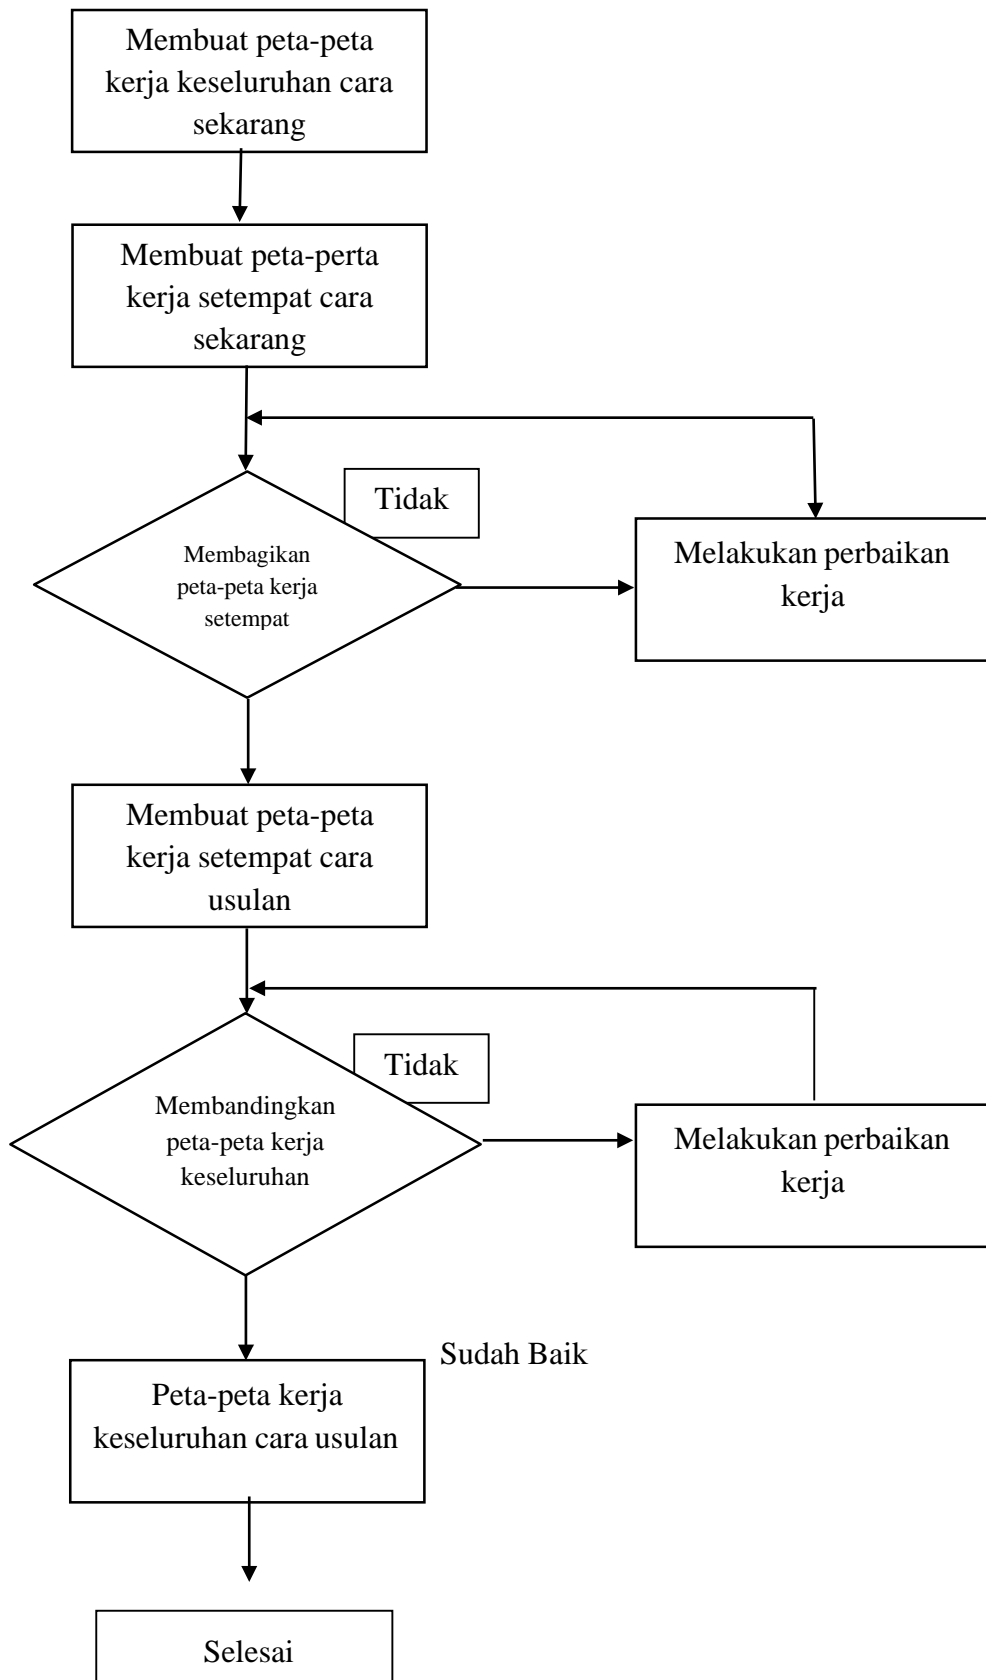 Membuat peta-peta
kerja keseluruhan cara
sekarang
Membuat peta-perta
kerja setempat cara
sekarang
Tidak
Membagikan
peta-peta kerja
setempat
Melakukan perbaikan
kerja
Membuat peta-peta
kerja setempat cara
usulan
Tidak
Membandingkan
peta-peta kerja
keseluruhan
Melakukan perbaikan
kerja
Sudah Baik
Peta-peta kerja
keseluruhan cara usulan
Selesai